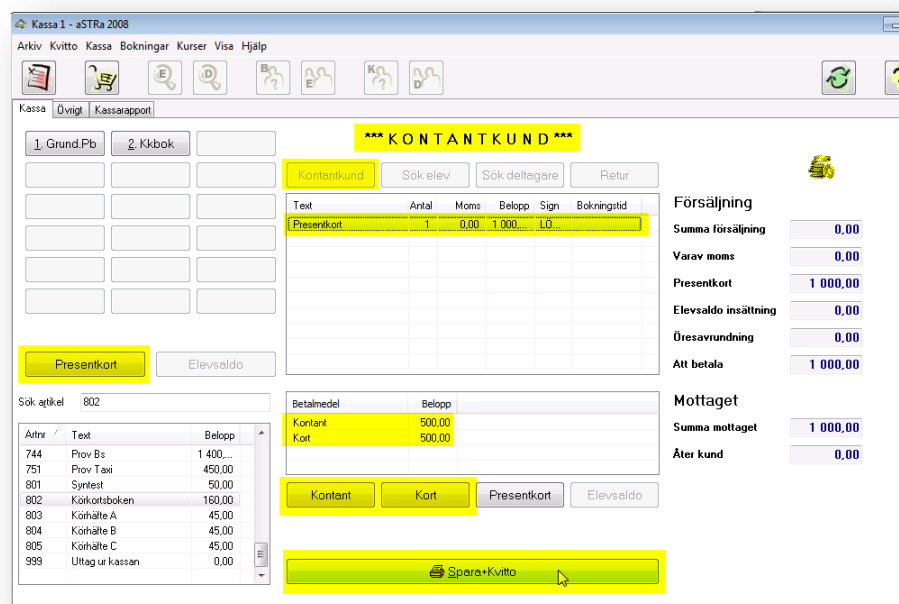 Kassa 1 - aSTRa 2008
Arkiv Kvitto Kassa Bokningar Kurser Visa Hjälp
E D B ? E K ? D ?
Kassa Övrigt Kassarapport
1. Grund.Pb 2. Kkbok
*** K O N T A N T K U N D ***
Kontantkund Sök elev Sök deltagare Retur
Text Antal Moms Belopp Sign Bokningstid
Presentkort 1 0,00 1 000,... LÖ...
Försäljning
Summa försäljning 0,00
Varav moms 0,00
Presentkort 1 000,00
Elevsaldo insättning 0,00
Öresavrundning 0,00
Att betala 1 000,00
Presentkort Elevsaldo
Sök artikel 802
Artnr Text Belopp
744 Prov Bs 1 400,...
751 Prov Taxi 450,00
801 Syntest 50,00
802 Körkortsboken 160,00
803 Körhäfte A 45,00
804 Körhäfte B 45,00
805 Körhäfte C 45,00
999 Uttag ur kassan 0,00
Betalmedel Belopp
Kontant 500,00
Kort 500,00
Mottaget
Summa mottaget 1 000,00
Åter kund 0,00
Kontant Kort Presentkort Elevsaldo
Spara+Kvitto